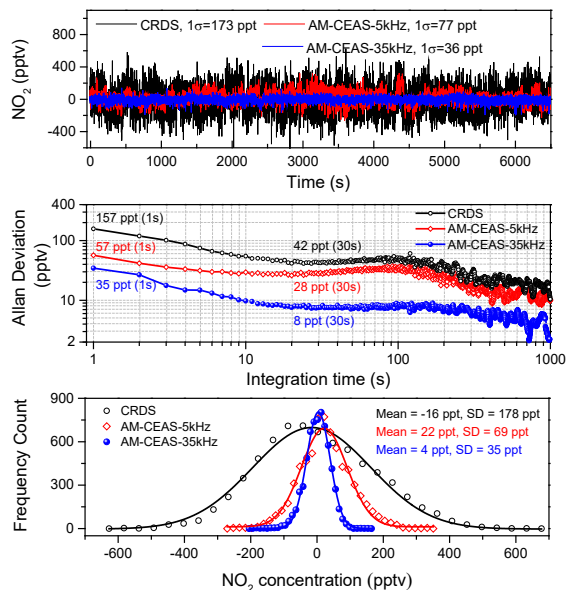 CRDS, 1σ=173 ppt
AM-CEAS-5kHz, 1σ=77 ppt
AM-CEAS-35kHz, 1σ=36 ppt
NO2 (pptv)
400
0
-400
0 1000 2000 3000 4000 5000 6000
Time (s)
Allan Deviation
(pptv)
400
100
10
2
157 ppt (1s)
57 ppt (1s)
35 ppt (1s)
42 ppt (30s)
28 ppt (30s)
8 ppt (30s)
CRDS
AM-CEAS-5kHz
AM-CEAS-35kHz
1 10 100 1000
Integration time (s)
Frequency Count
900
600
300
0
CRDS
AM-CEAS-5kHz
AM-CEAS-35kHz
Mean = -16 ppt, SD = 178 ppt
Mean = 22 ppt, SD = 69 ppt
Mean = 4 ppt, SD = 35 ppt
-600 -400 -200 0 200 400 600
NO2 concentration (pptv)